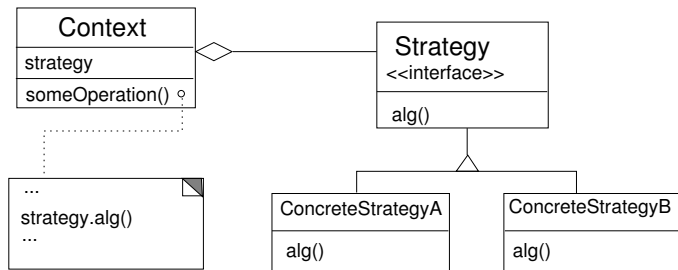 Context
strategy
someOperation()
Strategy
<<interface>>
alg()
...
strategy.alg()
...
ConcreteStrategyA
alg()
ConcreteStrategyB
alg()